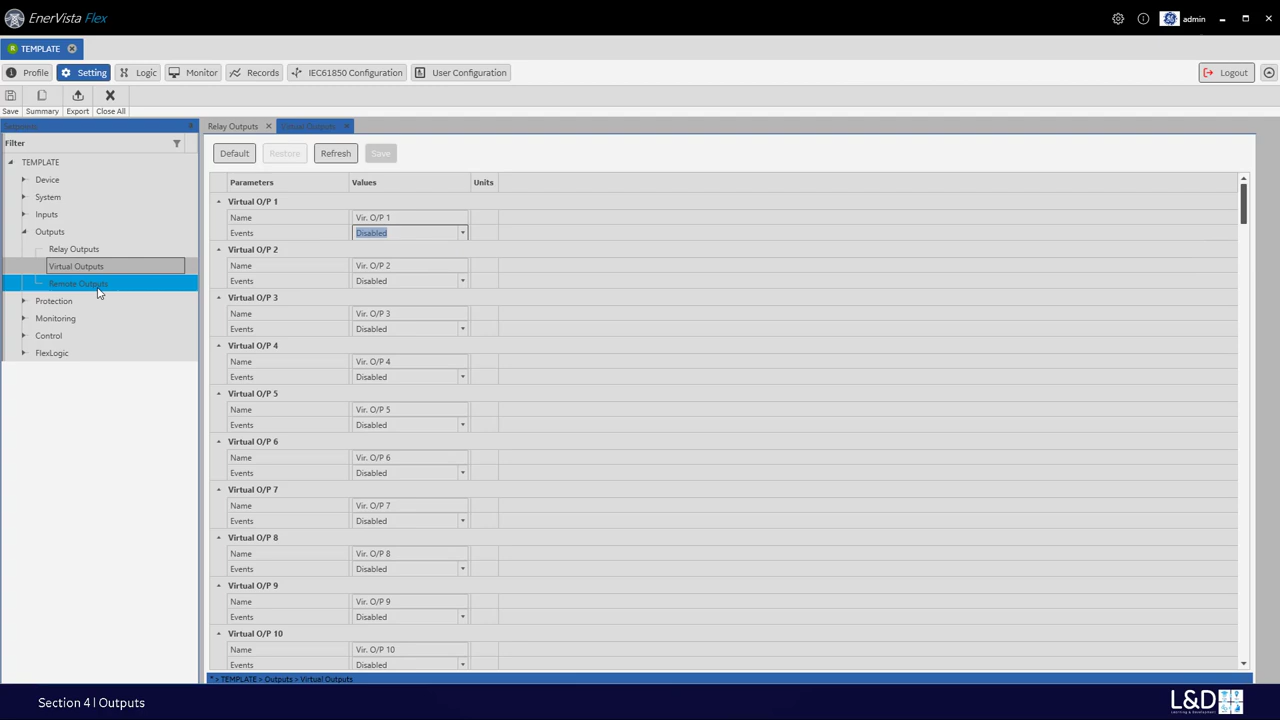 EnerVista Flex
admin
TEMPLATE
Profile Setting Logic Monitor Records IEC61850 Configuration User Configuration Logout
Save Summary Export Close All
Setpoints
Relay Outputs Virtual Outputs
Filter
TEMPLATE
Device
System
Inputs
Outputs
Relay Outputs
Virtual Outputs
Remote Outputs
Protection
Monitoring
Control
FlexLogic
Default Restore Refresh Save
Parameters Values Units
Virtual O/P 1
Name Vir. O/P 1
Events Disabled
Virtual O/P 2
Name Vir. O/P 2
Events Disabled
Virtual O/P 3
Name Vir. O/P 3
Events Disabled
Virtual O/P 4
Name Vir. O/P 4
Events Disabled
Virtual O/P 5
Name Vir. O/P 5
Events Disabled
Virtual O/P 6
Name Vir. O/P 6
Events Disabled
Virtual O/P 7
Name Vir. O/P 7
Events Disabled
Virtual O/P 8
Name Vir. O/P 8
Events Disabled
Virtual O/P 9
Name Vir. O/P 9
Events Disabled
Virtual O/P 10
Name Vir. O/P 10
Events Disabled
* > TEMPLATE > Outputs > Virtual Outputs
Section 4 | Outputs
L&D
Learning & Development